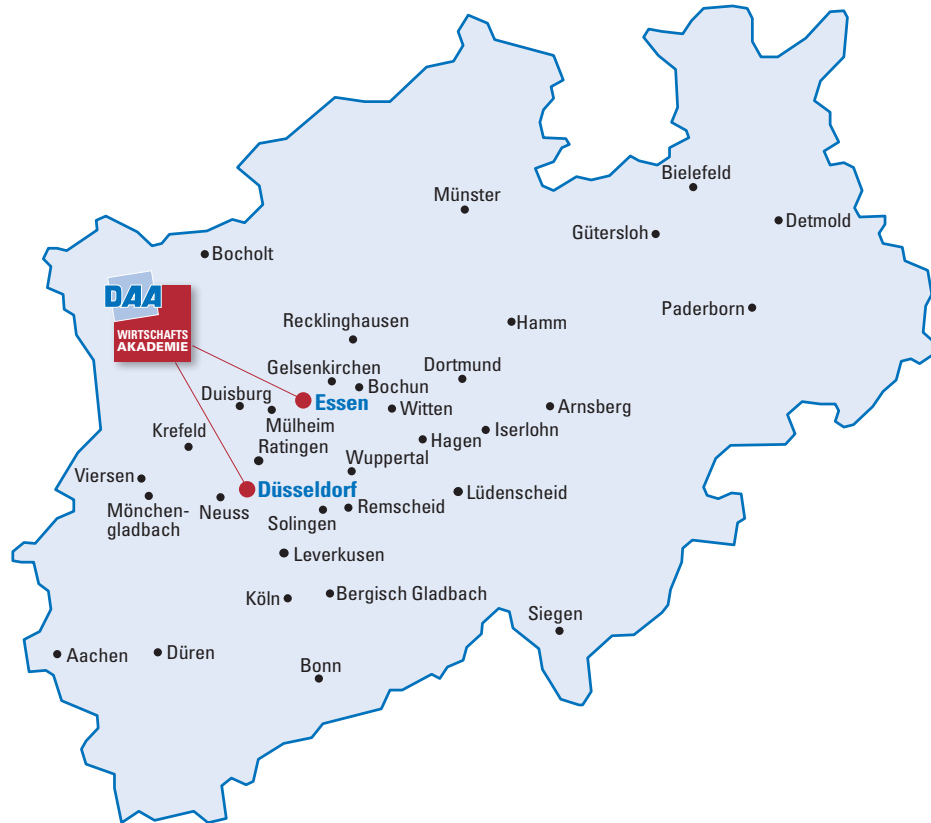 Bielefeld
Münster
Detmold
Gütersloh
Bocholt
DAA
WIRTSCHAFTS
AKADEMIE
Paderborn
Hamm
Recklinghausen
Gelsenkirchen
Dortmund
Bochun
Duisburg
Essen
Witten
Arnsberg
Mülheim
Krefeld
Ratingen
Hagen
Iserlohn
Wuppertal
Viersen
Düsseldorf
Lüdenscheid
Mönchen-
gladbach
Neuss
Solingen
Remscheid
Leverkusen
Köln
Bergisch Gladbach
Siegen
Aachen
Düren
Bonn